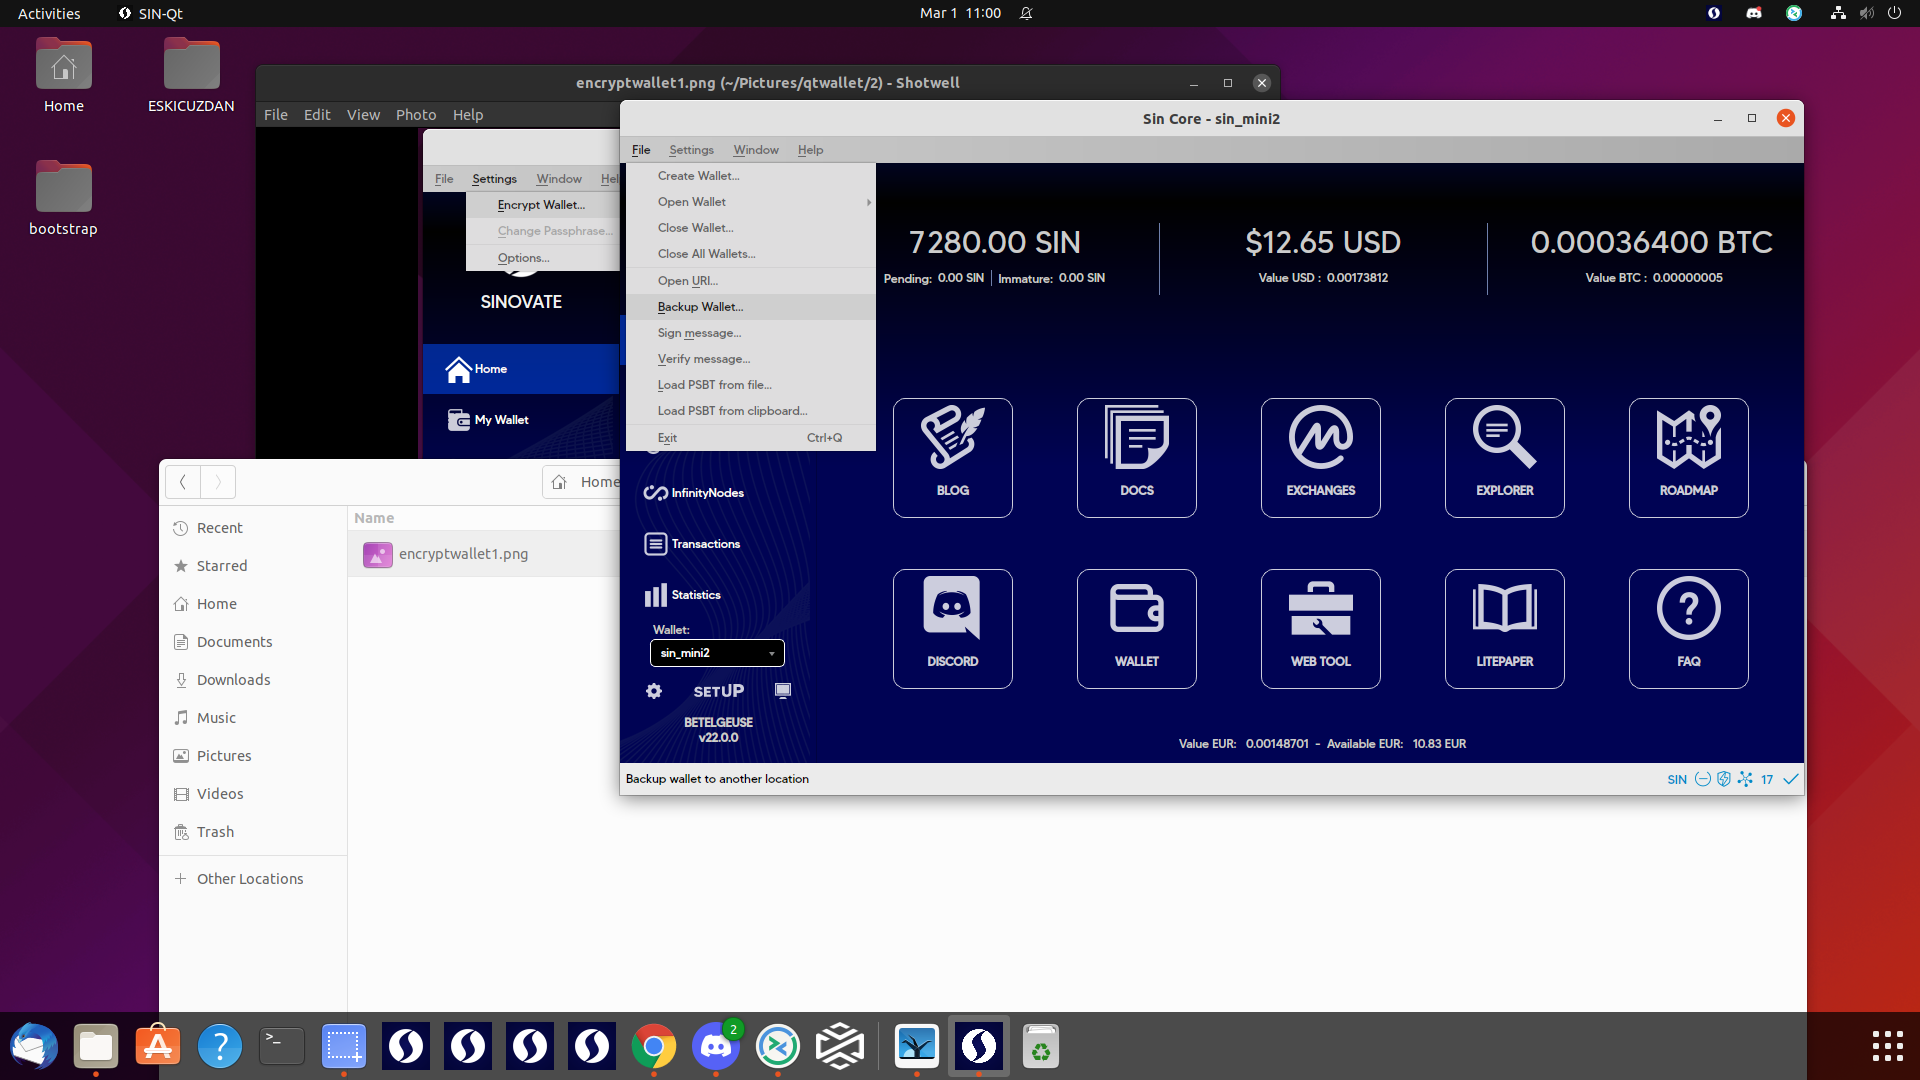 Activities
SIN-Qt
Mar 1 11:00
Home
ESKICUZDAN
bootstrap
encryptwallet1.png (~/Pictures/qtwallet/2) - Shotwell
File Edit View Photo Help
File Settings Window
Encrypt Wallet...
Change Passphrase...
Options...
SINOVATE
Home
My Wallet
Sin Core - sin_mini2
File Settings Window Help
Create Wallet...
Open Wallet
Close Wallet...
Close All Wallets...
Open URI...
Backup Wallet...
Sign message...
Verify message...
Load PSBT from file...
Load PSBT from clipboard...
Exit Ctrl+Q
7280.00 SIN
Pending: 0.00 SIN Immature: 0.00 SIN
$12.65 USD
Value USD : 0.00173812
0.00036400 BTC
Value BTC : 0.00000005
BLOG
DOCS
EXCHANGES
EXPLORER
ROADMAP
DISCORD
WALLET
WEB TOOL
LITEPAPER
FAQ
InfinityNodes
Transactions
Statistics
Wallet:
sin_mini2
SETUP
BETELGEUSE
v22.0.0
Value EUR: 0.00148701 - Available EUR: 10.83 EUR
Backup wallet to another location
SIN
17
Home
Name
encryptwallet1.png
Recent
Starred
Home
Documents
Downloads
Music
Pictures
Videos
Trash
Other Locations
2